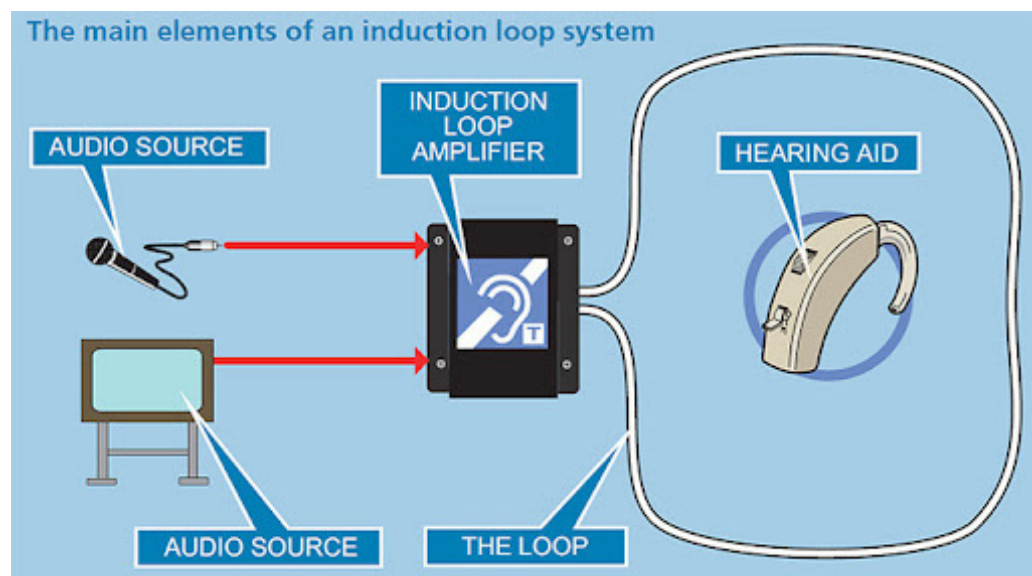 The main elements of an induction loop system
AUDIO SOURCE
INDUCTION
LOOP
AMPLIFIER
HEARING AID
T
AUDIO SOURCE
THE LOOP